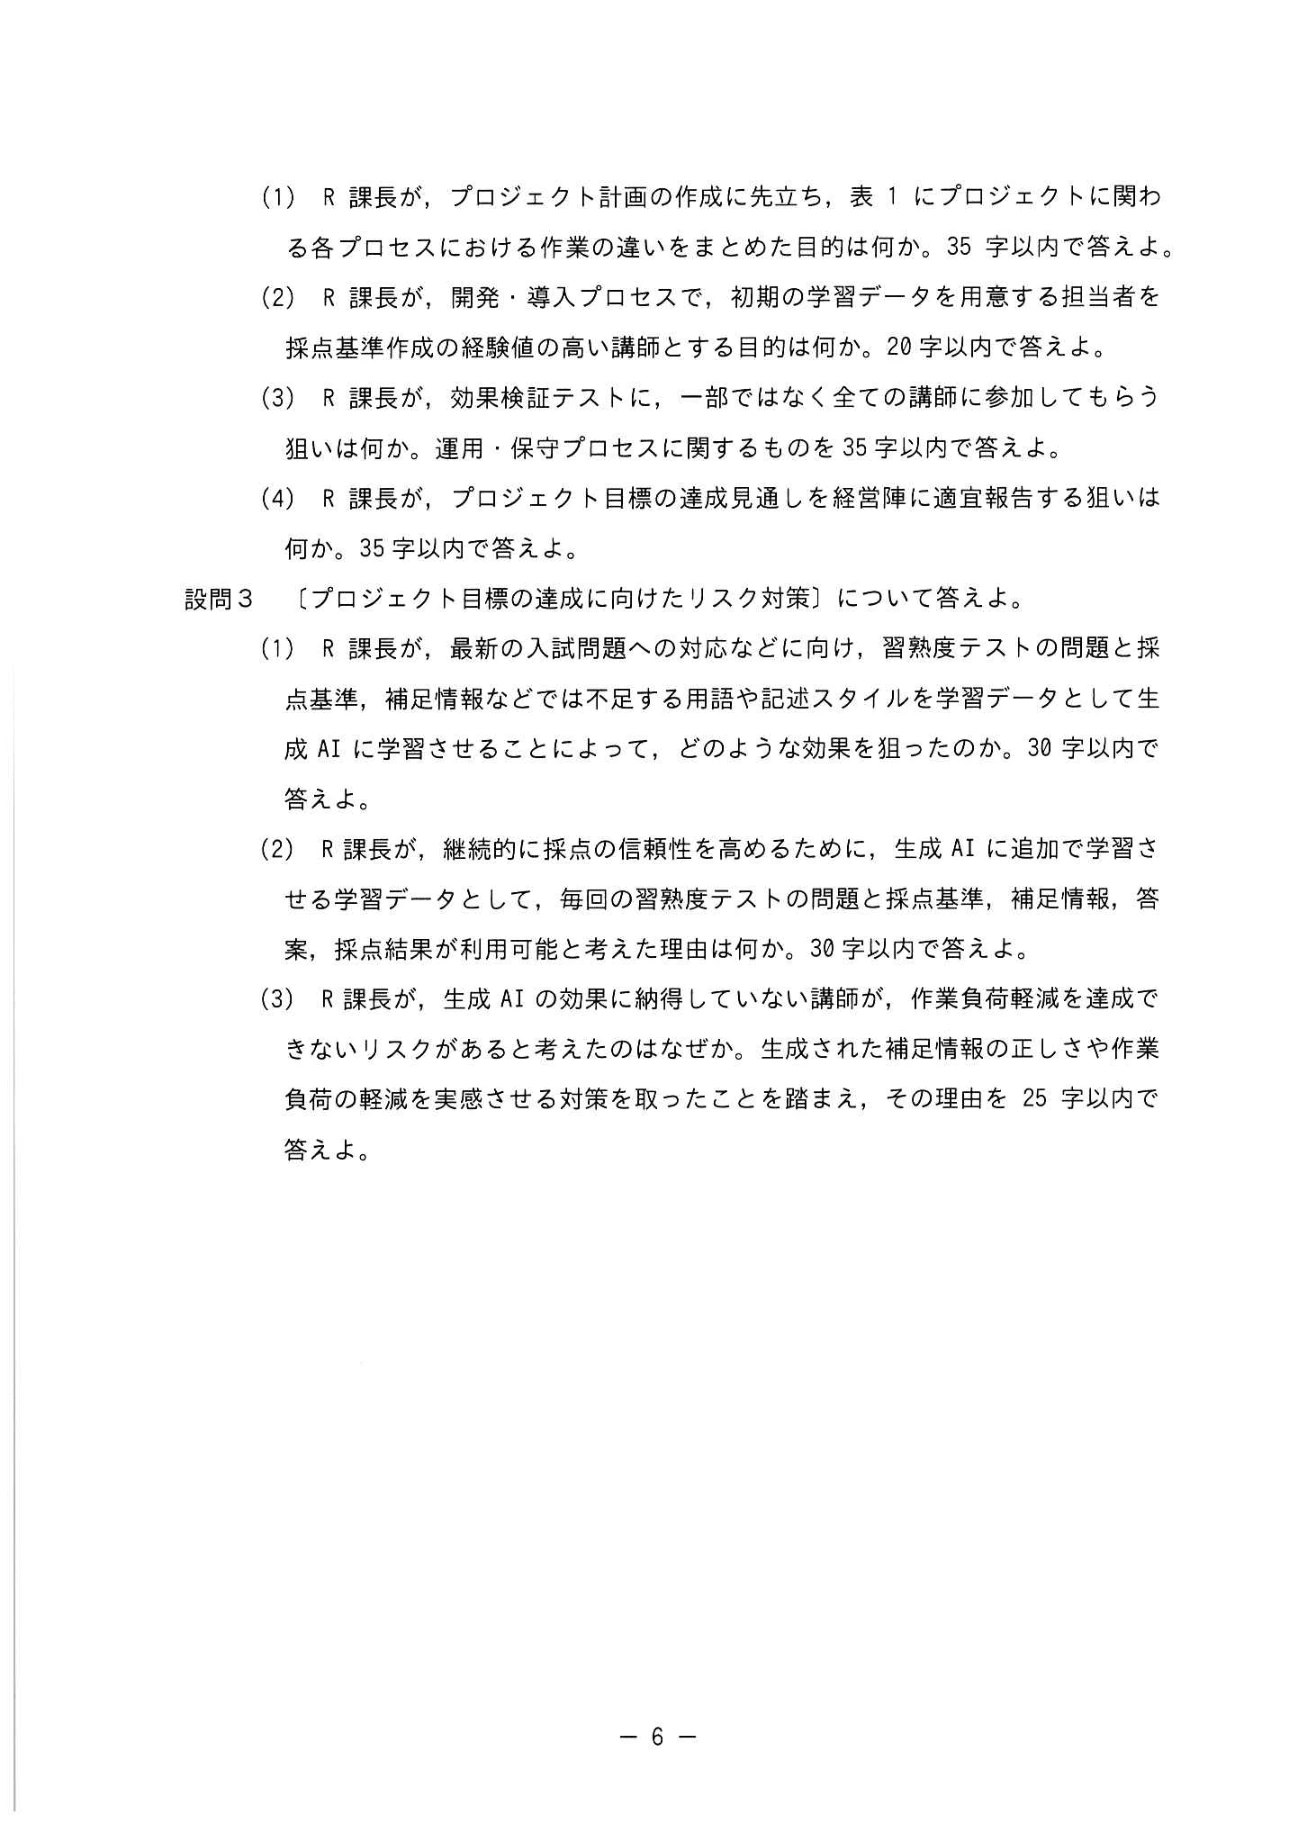 (1) R 課長が，プロジェクト計画の作成に先立ち，表 1 にプロジェクトに関わ
る各プロセスにおける作業の違いをまとめた目的は何か。35 字以内で答えよ。
(2) R 課長が，開発・導入プロセスで，初期の学習データを用意する担当者を
採点基準作成の経験値の高い講師とする目的は何か。20 字以内で答えよ。
(3) R 課長が，効果検証テストに，一部ではなく全ての講師に参加してもらう
狙いは何か。運用・保守プロセスに関するものを 35 字以内で答えよ。
(4) R 課長が，プロジェクト目標の達成見通しを経営陣に適宜報告する狙いは
何か。35 字以内で答えよ。
設問３ 〔プロジェクト目標の達成に向けたリスク対策〕について答えよ。
(1) R 課長が，最新の入試問題への対応などに向け，習熟度テストの問題と採
点基準，補足情報などでは不足する用語や記述スタイルを学習データとして生
成 AI に学習させることによって，どのような効果を狙ったのか。30 字以内で
答えよ。
(2) R 課長が，継続的に採点の信頼性を高めるために，生成 AI に追加で学習さ
せる学習データとして，毎回の習熟度テストの問題と採点基準，補足情報，答
案，採点結果が利用可能と考えた理由は何か。30 字以内で答えよ。
(3) R 課長が，生成 AI の効果に納得していない講師が，作業負荷軽減を達成で
きないリスクがあると考えたのはなぜか。生成された補足情報の正しさや作業
負荷の軽減を実感させる対策を取ったことを踏まえ，その理由を 25 字以内で
答えよ。
― 6 ―